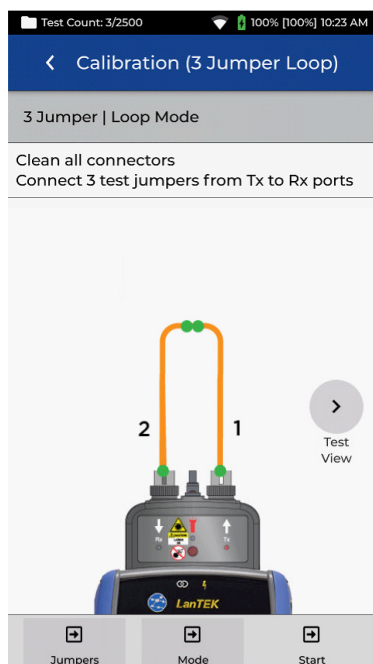 Test Count: 3/2500 100% [100%] 10:23 AM
Calibration (3 Jumper Loop)
3 Jumper | Loop Mode
Clean all connectors
Connect 3 test jumpers from Tx to Rx ports
2 1
Test
View
Rx Tx
LanTEK
Jumpers Mode Start